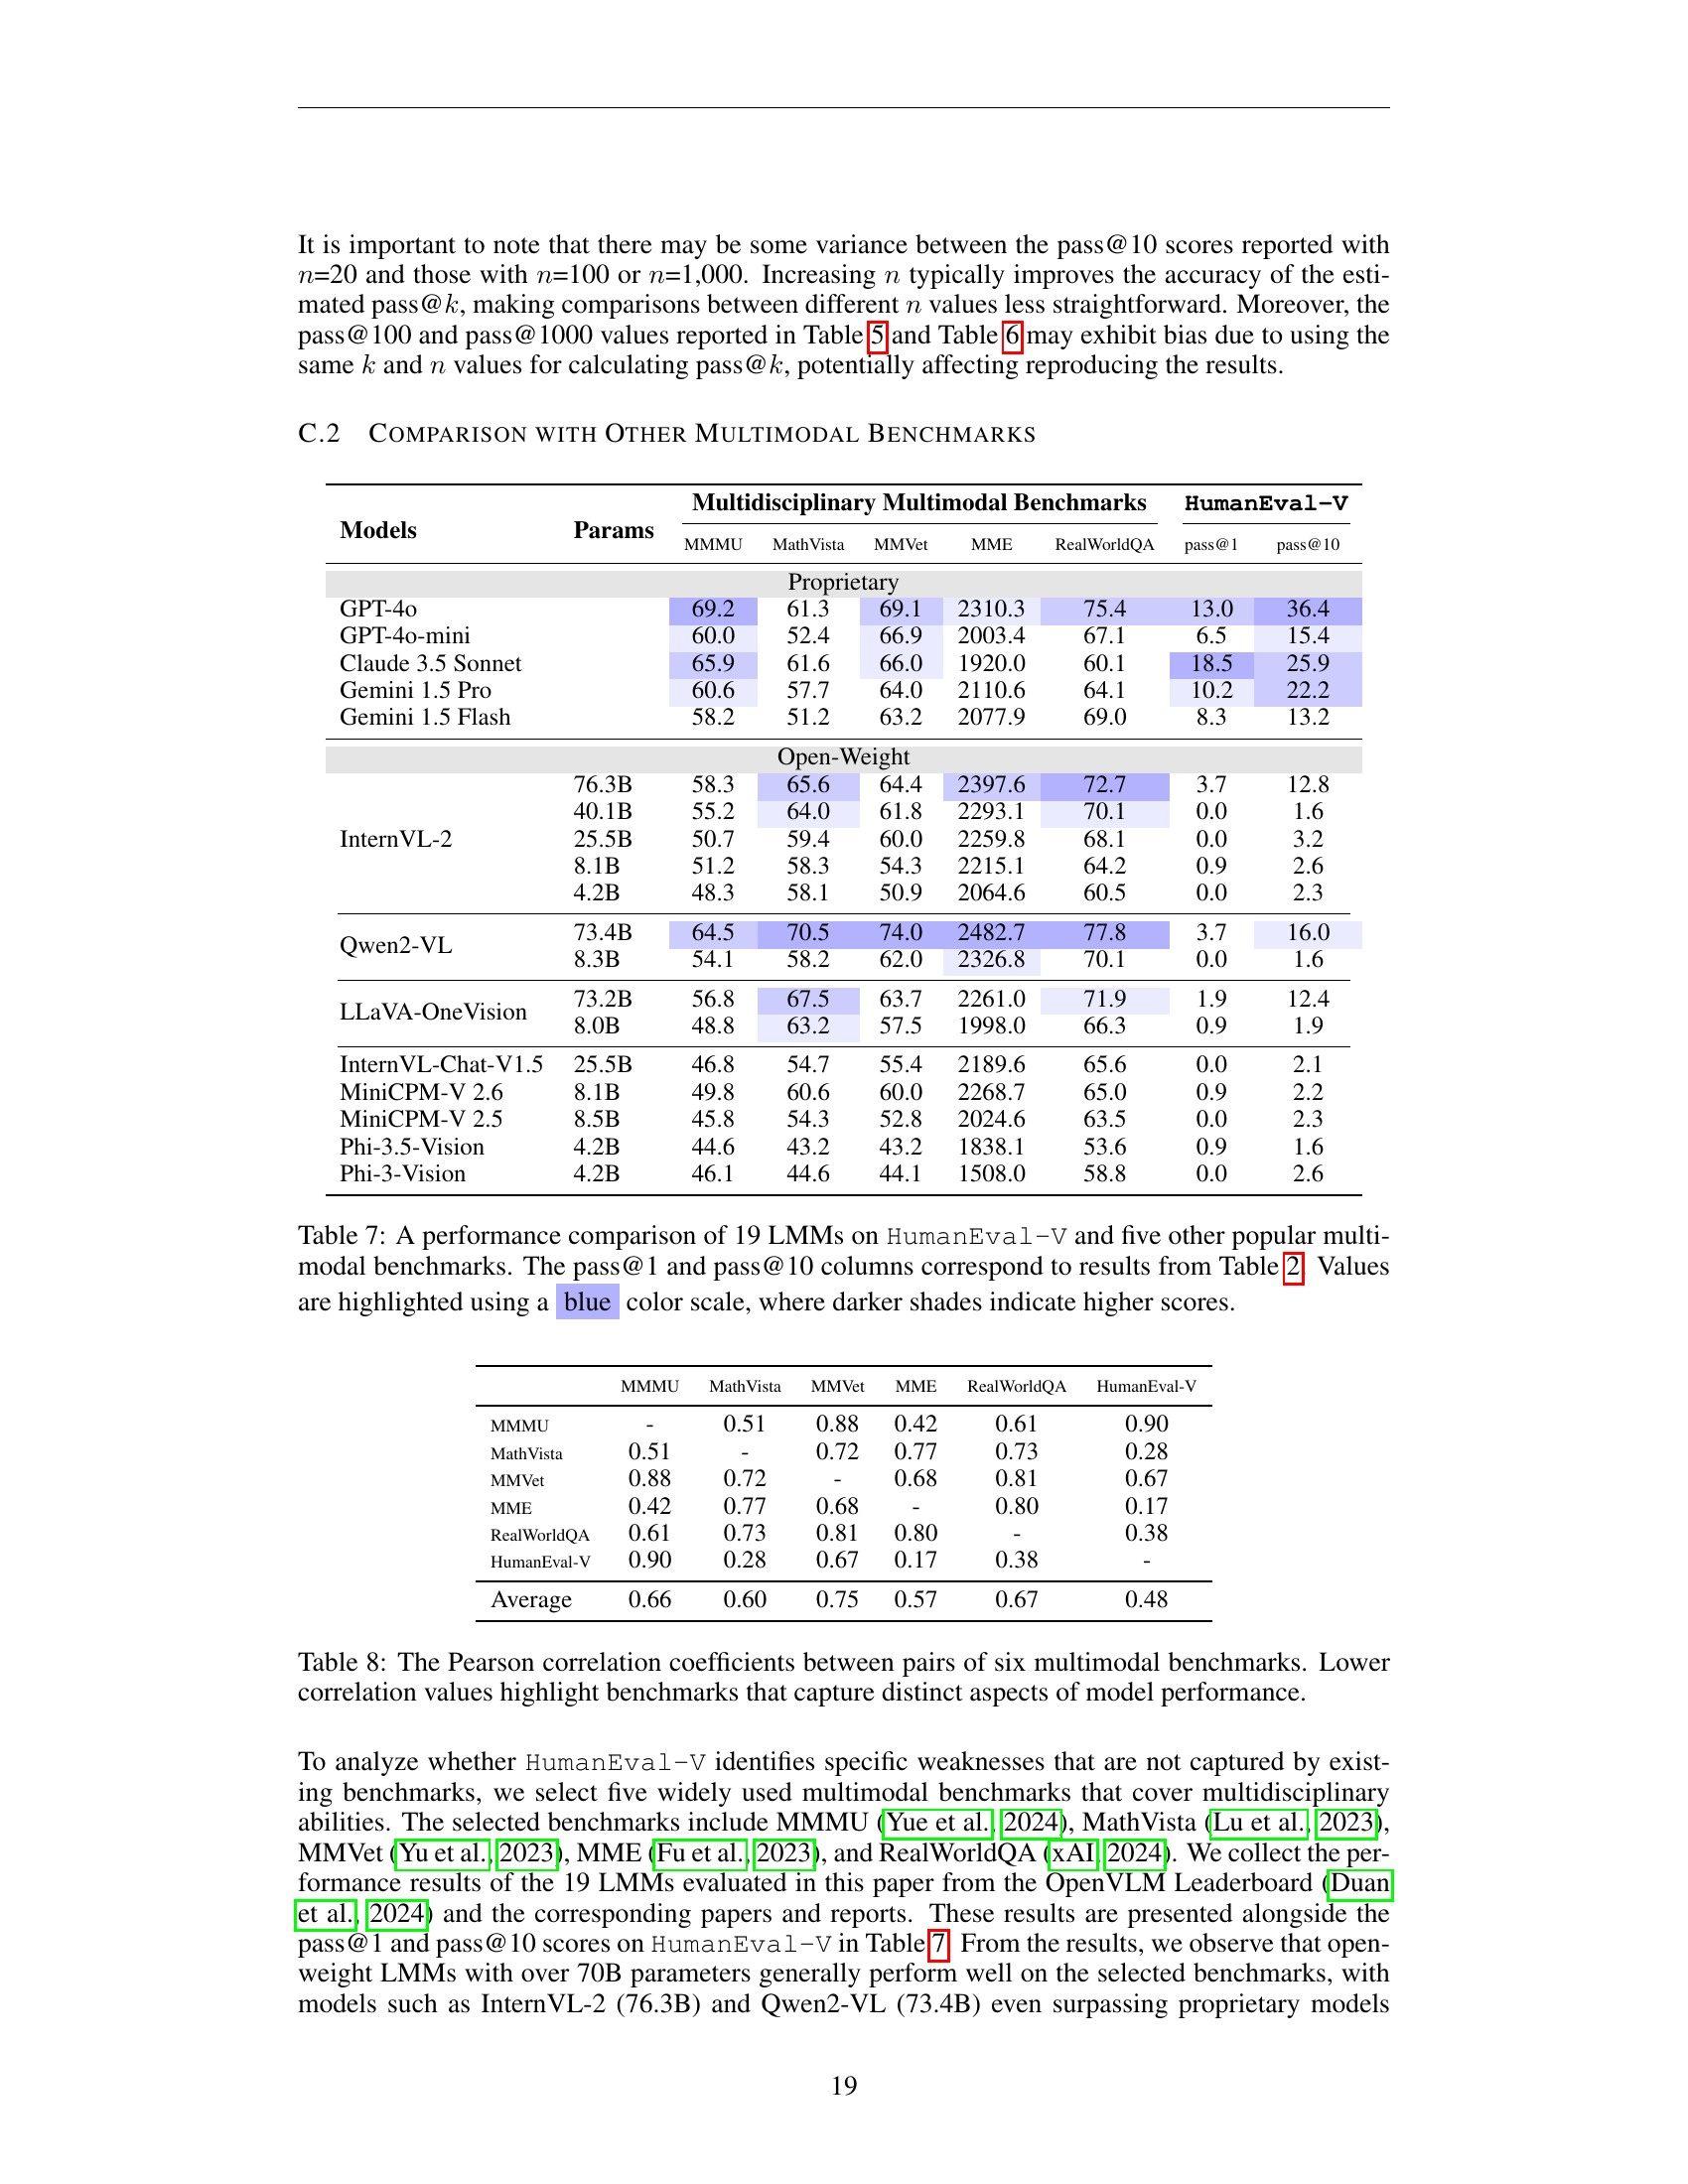 It is important to note that there may be some variance between the pass@10 scores reported with
n=20 and those with n=100 or n=1,000. Increasing n typically improves the accuracy of the esti-
mated pass@k, making comparisons between different n values less straightforward. Moreover, the
pass@100 and pass@1000 values reported in Table 5 and Table 6 may exhibit bias due to using the
same k and n values for calculating pass@k, potentially affecting reproducing the results.
C.2 COMPARISON WITH OTHER MULTIMODAL BENCHMARKS
Models Params Multidisciplinary Multimodal Benchmarks HumanEval-V
MMMU MathVista MMVet MME RealWorldQA pass@1 pass@10
Proprietary
GPT-4o 69.2 61.3 69.1 2310.3 75.4 13.0 36.4
GPT-4o-mini 60.0 52.4 66.9 2003.4 67.1 6.5 15.4
Claude 3.5 Sonnet 65.9 61.6 66.0 1920.0 60.1 18.5 25.9
Gemini 1.5 Pro 60.6 57.7 64.0 2110.6 64.1 10.2 22.2
Gemini 1.5 Flash 58.2 51.2 63.2 2077.9 69.0 8.3 13.2
Open-Weight
InternVL-2 76.3B 58.3 65.6 64.4 2397.6 72.7 3.7 12.8
40.1B 55.2 64.0 61.8 2293.1 70.1 0.0 1.6
25.5B 50.7 59.4 60.0 2259.8 68.1 0.0 3.2
8.1B 51.2 58.3 54.3 2215.1 64.2 0.9 2.6
4.2B 48.3 58.1 50.9 2064.6 60.5 0.0 2.3
Qwen2-VL 73.4B 64.5 70.5 74.0 2482.7 77.8 3.7 16.0
8.3B 54.1 58.2 62.0 2326.8 70.1 0.0 1.6
LLaVA-OneVision 73.2B 56.8 67.5 63.7 2261.0 71.9 1.9 12.4
8.0B 48.8 63.2 57.5 1998.0 66.3 0.9 1.9
InternVL-Chat-V1.5 25.5B 46.8 54.7 55.4 2189.6 65.6 0.0 2.1
MiniCPM-V 2.6 8.1B 49.8 60.6 60.0 2268.7 65.0 0.9 2.2
MiniCPM-V 2.5 8.5B 45.8 54.3 52.8 2024.6 63.5 0.0 2.3
Phi-3.5-Vision 4.2B 44.6 43.2 43.2 1838.1 53.6 0.9 1.6
Phi-3-Vision 4.2B 46.1 44.6 44.1 1508.0 58.8 0.0 2.6
Table 7: A performance comparison of 19 LMMs on HumanEval-V and five other popular multi-
modal benchmarks. The pass@1 and pass@10 columns correspond to results from Table 2. Values
are highlighted using a blue color scale, where darker shades indicate higher scores.
MMMU MathVista MMVet MME RealWorldQA HumanEval-V
MMMU - 0.51 0.88 0.42 0.61 0.90
MathVista 0.51 - 0.72 0.77 0.73 0.28
MMVet 0.88 0.72 - 0.68 0.81 0.67
MME 0.42 0.77 0.68 - 0.80 0.17
RealWorldQA 0.61 0.73 0.81 0.80 - 0.38
HumanEval-V 0.90 0.28 0.67 0.17 0.38 -
Average 0.66 0.60 0.75 0.57 0.67 0.48
Table 8: The Pearson correlation coefficients between pairs of six multimodal benchmarks. Lower
correlation values highlight benchmarks that capture distinct aspects of model performance.
To analyze whether HumanEval-V identifies specific weaknesses that are not captured by exist-
ing benchmarks, we select five widely used multimodal benchmarks that cover multidisciplinary
abilities. The selected benchmarks include MMMU (Yue et al., 2024), MathVista (Lu et al., 2023),
MMVet (Yu et al., 2023), MME (Fu et al., 2023), and RealWorldQA (xAI, 2024). We collect the per-
formance results of the 19 LMMs evaluated in this paper from the OpenVLM Leaderboard (Duan
et al., 2024) and the corresponding papers and reports. These results are presented alongside the
pass@1 and pass@10 scores on HumanEval-V in Table 7. From the results, we observe that open-
weight LMMs with over 70B parameters generally perform well on the selected benchmarks, with
models such as InternVL-2 (76.3B) and Qwen2-VL (73.4B) even surpassing proprietary models
19